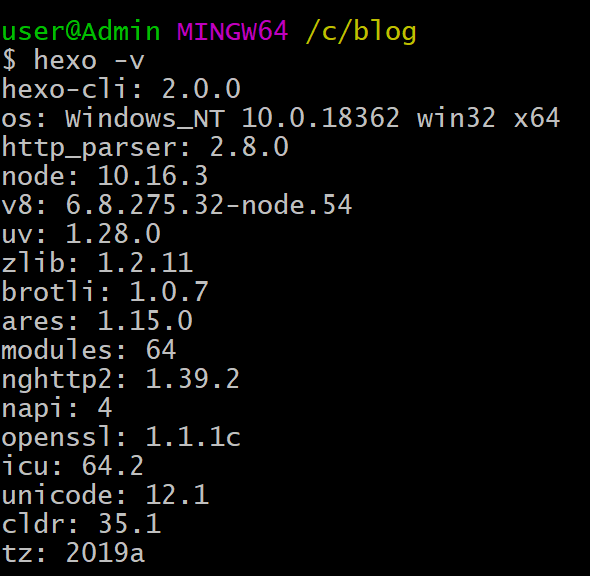 user@Admin MINGW64 /c/blog
$ hexo -v
hexo-cli: 2.0.0
os: Windows_NT 10.0.18362 win32 x64
http_parser: 2.8.0
node: 10.16.3
v8: 6.8.275.32-node.54
uv: 1.28.0
zlib: 1.2.11
brotli: 1.0.7
ares: 1.15.0
modules: 64
nghttp2: 1.39.2
napi: 4
openssl: 1.1.1c
icu: 64.2
unicode: 12.1
cldr: 35.1
tz: 2019a